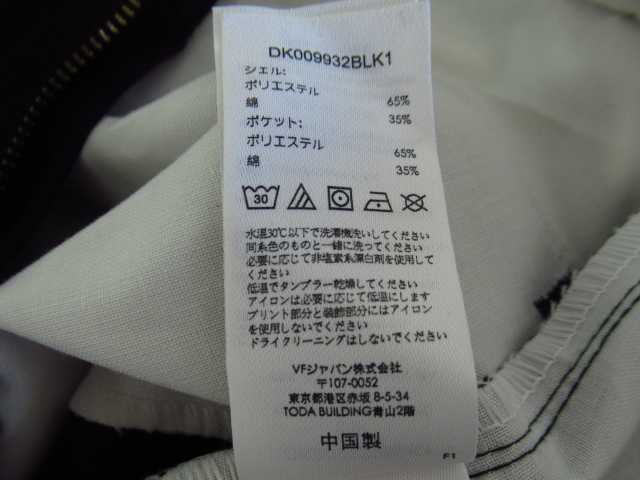 DK009932BLK1
シェル:
ポリエステル 65%
綿 35%
ポケット:
ポリエステル 65%
綿 35%
30
水温30℃以下で洗濯機洗いしてください
同系色のものと一緒に洗ってください
必要に応じて非塩素系漂白剤を使用して
ください
低温でタンブラー乾燥してください
アイロンは必要に応じて低温にします
プリント部分と装飾部分にはアイロン
を使用しないでください
ドライクリーニングはしないでください
VFジャパン株式会社
〒107-0052
東京都港区赤坂 8-5-34
TODA BUILDING青山2階
中国製
F1